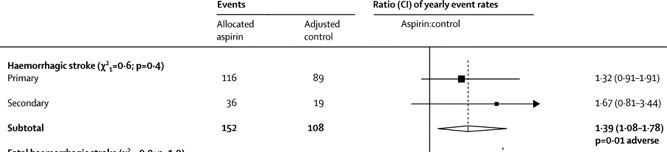 Events
Ratio (CI) of yearly event rates
Allocated aspirin
Adjusted control
Aspirin:control
Haemorrhagic stroke (χ²₁=0·6; p=0·4)
Primary 116 89 1·32 (0·91–1·91)
Secondary 36 19 1·67 (0·81–3·44)
Subtotal 152 108 1·39 (1·08–1·78)
p=0·01 adverse